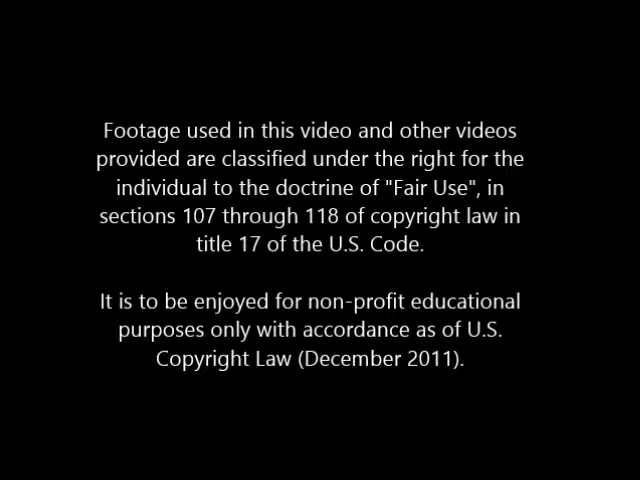 Footage used in this video and other videos
provided are classified under the right for the
individual to the doctrine of "Fair Use", in
sections 107 through 118 of copyright law in
title 17 of the U.S. Code.
It is to be enjoyed for non-profit educational
purposes only with accordance as of U.S.
Copyright Law (December 2011).